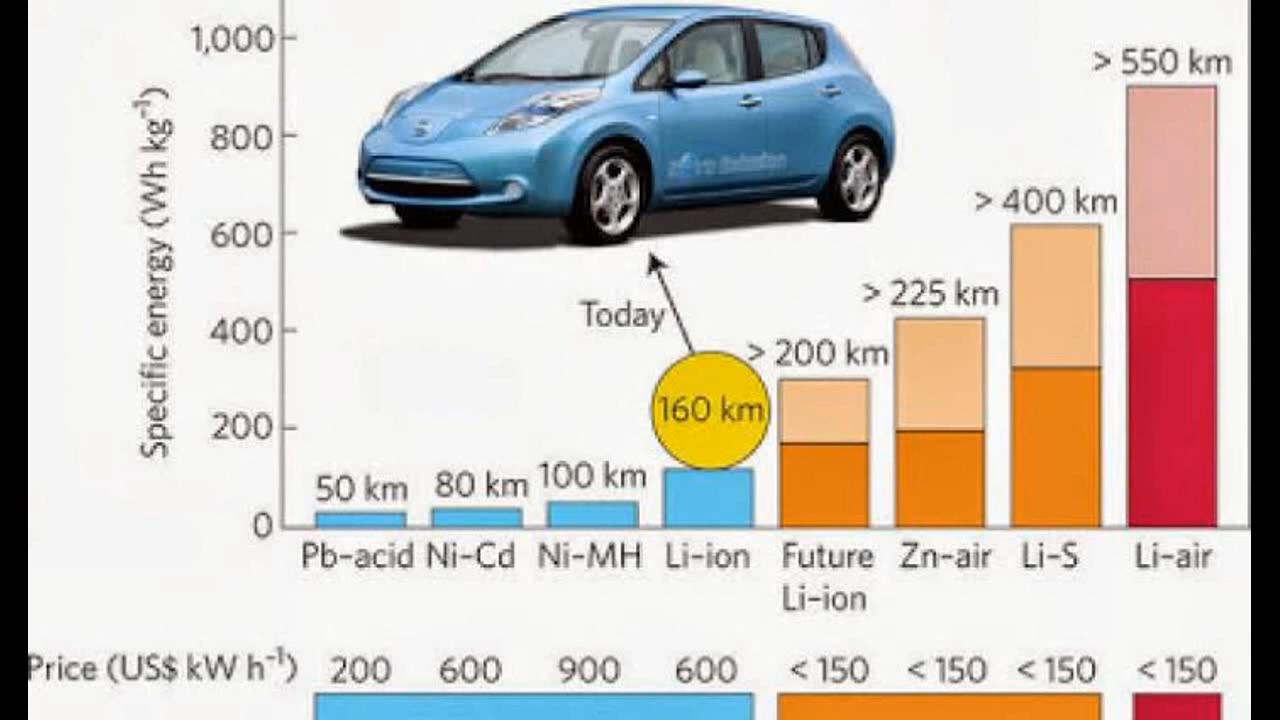 1,000
800
600
400
200
0
Specific energy (Wh kg⁻¹)
> 550 km
> 400 km
> 225 km
> 200 km
Today
160 km
50 km 80 km 100 km
Pb-acid Ni-Cd Ni-MH Li-ion Future Li-ion Zn-air Li-S Li-air
Price (US$ kW h⁻¹) 200 600 900 600 < 150 < 150 < 150 < 150